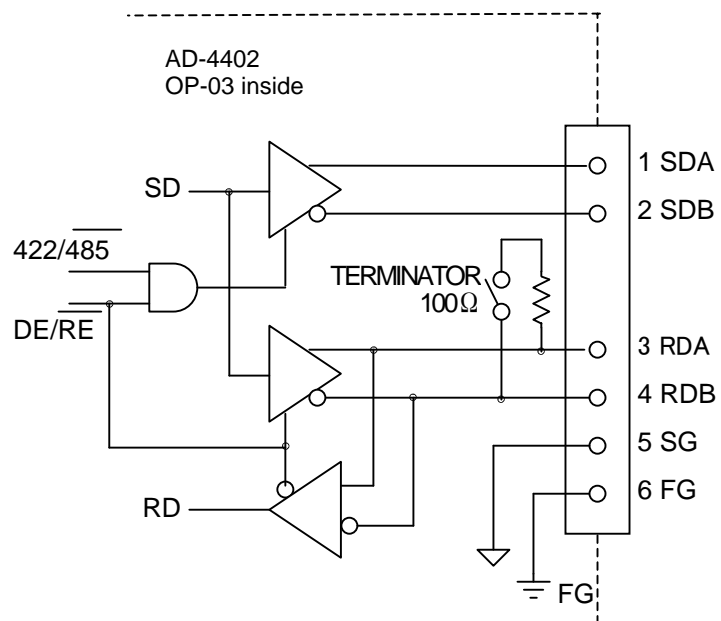 AD-4402
OP-03 inside
SD
1 SDA
2 SDB
422/485
TERMINATOR
100Ω
DE/RE
3 RDA
4 RDB
5 SG
6 FG
RD
FG